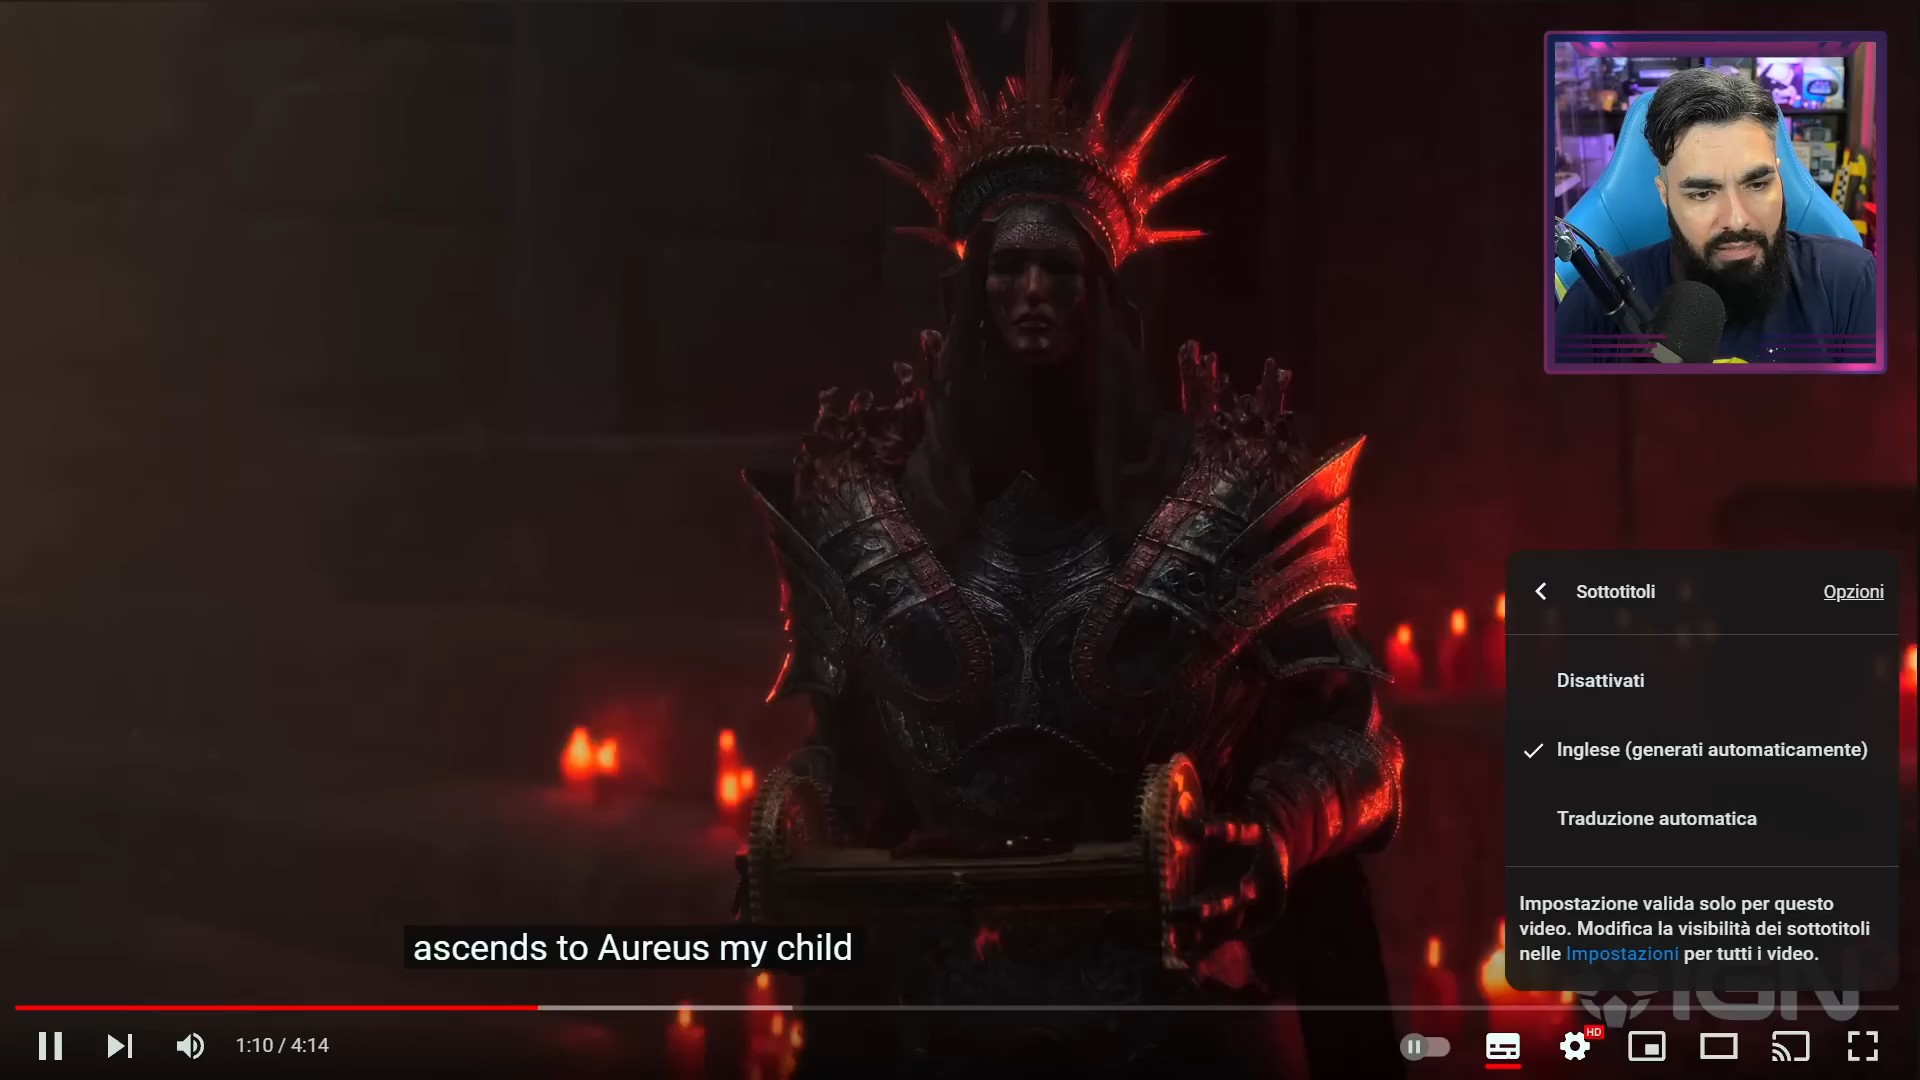 Sottotitoli
Opzioni
Disattivati
Inglese (generati automaticamente)
Traduzione automatica
Impostazione valida solo per questo
video. Modifica la visibilità dei sottotitoli
nelle Impostazioni per tutti i video.
ascends to Aureus my child
IGN
1:10 / 4:14
HD